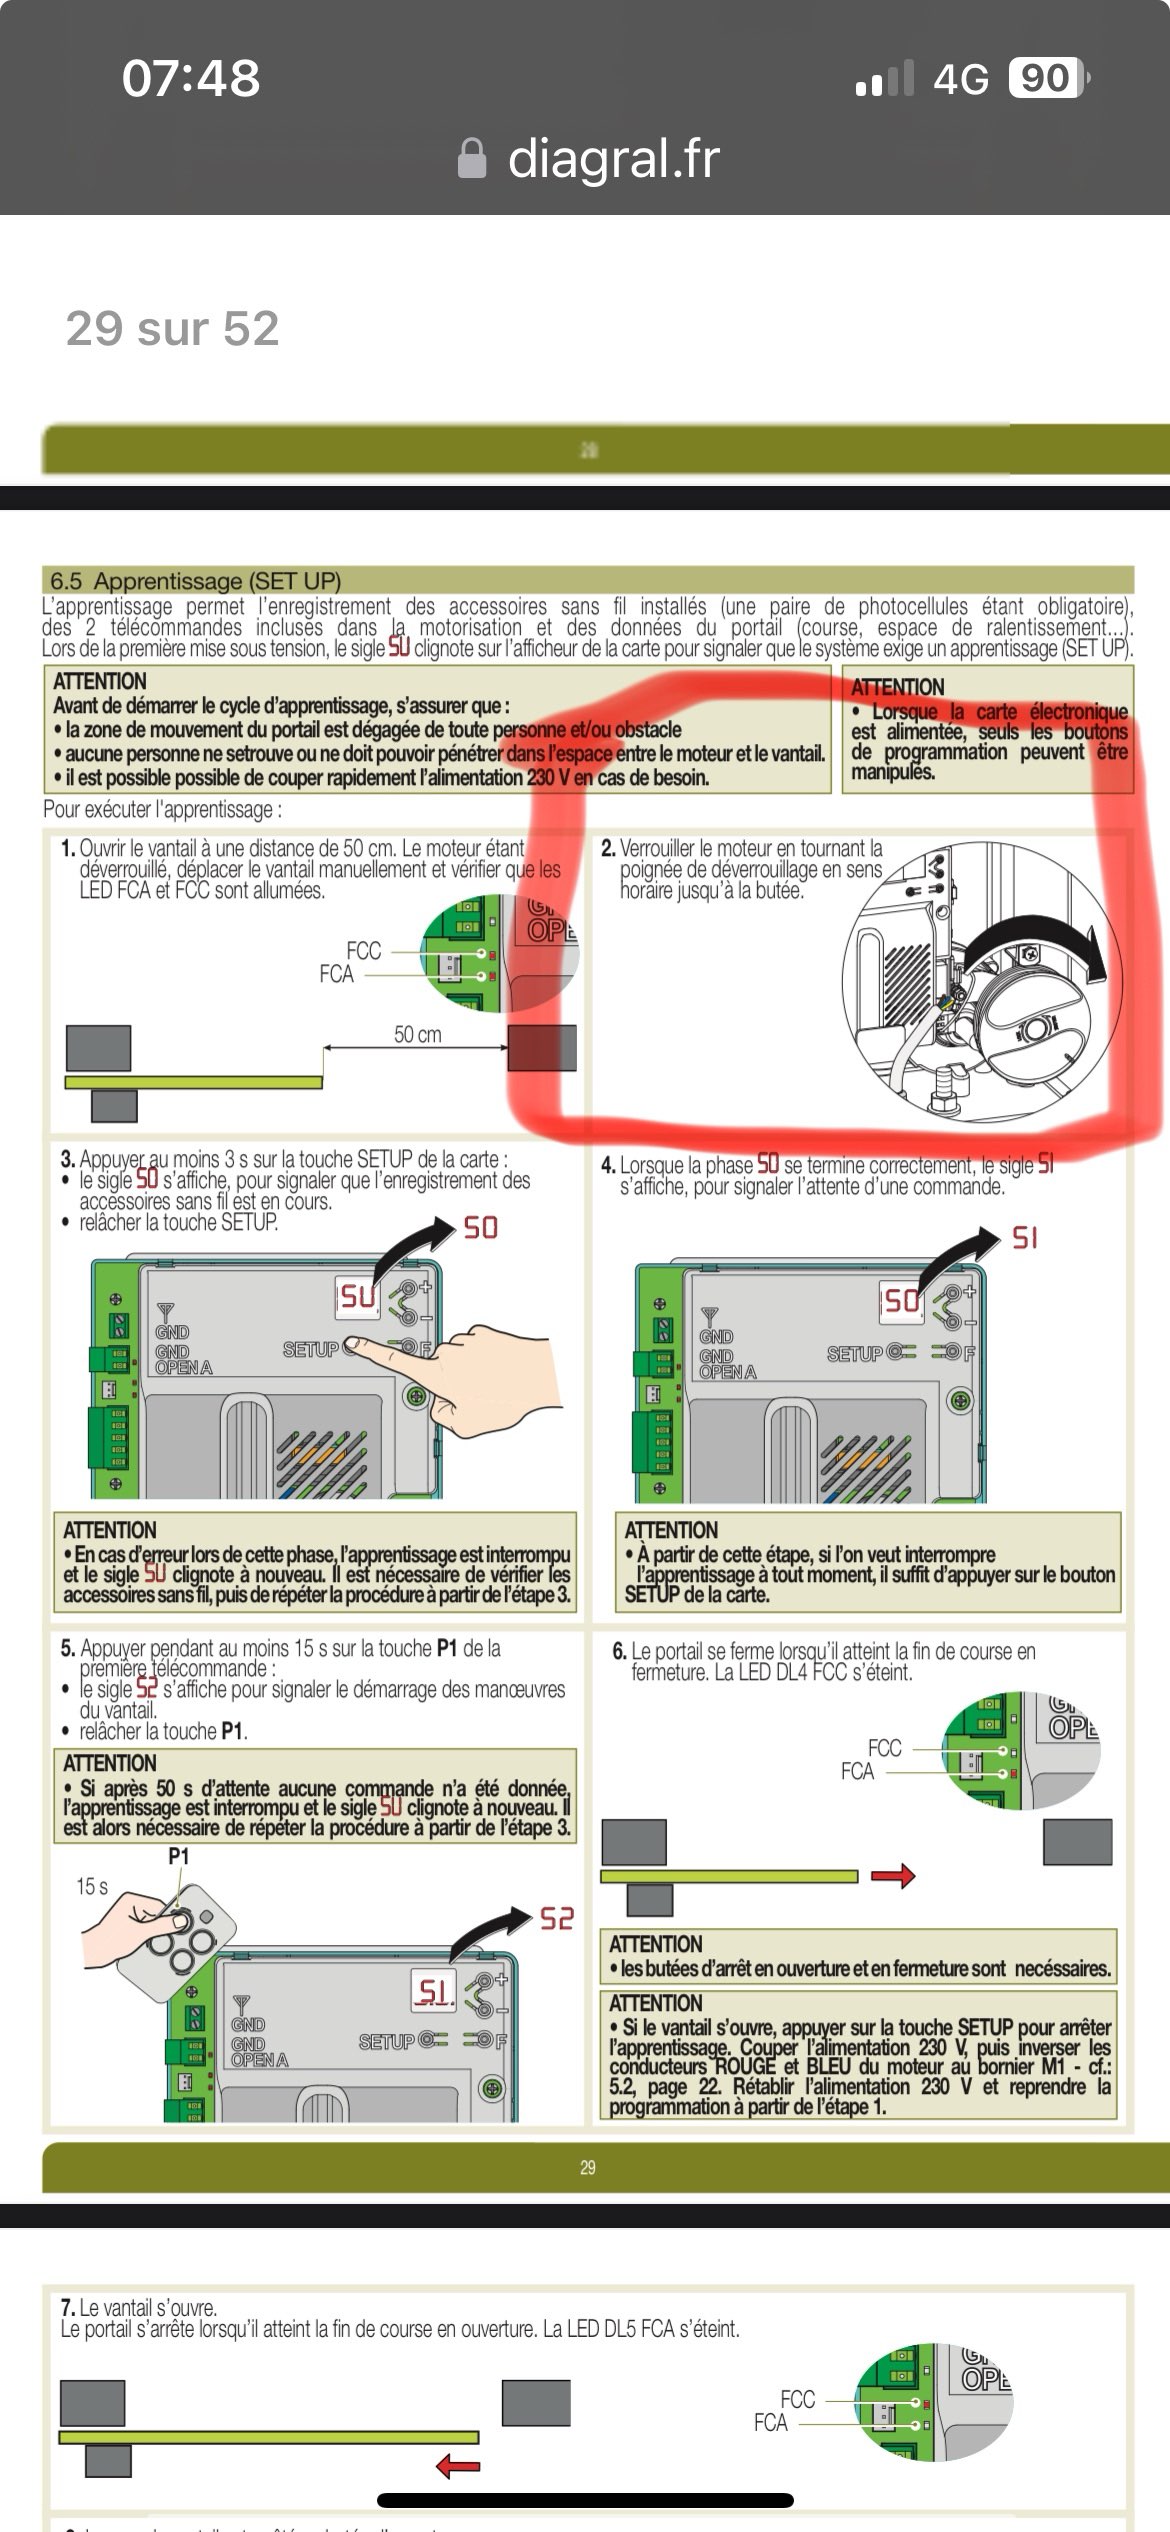 07:48
4G 90
diagral.fr
29 sur 52
28
6.5 Apprentissage (SET UP)
L'apprentissage permet l'enregistrement des accessoires sans fil installés (une paire de photocellules étant obligatoire),
des 2 télécommandes incluses dans la motorisation et des données du portail (course, espace de ralentissement...).
Lors de la première mise sous tension, le sigle SU clignote sur l'afficheur de la carte pour signaler que le système exige un apprentissage (SET UP).
ATTENTION
Avant de démarrer le cycle d'apprentissage, s'assurer que :
• la zone de mouvement du portail est dégagée de toute personne et/ou obstacle
• aucune personne ne setrouve ou ne doit pouvoir pénétrer dans l'espace entre le moteur et le vantail.
• il est possible possible de couper rapidement l'alimentation 230 V en cas de besoin.
ATTENTION
• Lorsque la carte électronique
est alimentée, seuls les boutons
de programmation peuvent être
manipulés.
Pour exécuter l'apprentissage :
1. Ouvrir le vantail à une distance de 50 cm. Le moteur étant
déverrouillé, déplacer le vantail manuellement et vérifier que les
LED FCA et FCC sont allumées.
OPE
FCC
FCA
50 cm
2. Verrouiller le moteur en tournant la
poignée de déverrouillage en sens
horaire jusqu'à la butée.
3. Appuyer au moins 3 s sur la touche SETUP de la carte :
• le sigle S0 s'affiche, pour signaler que l'enregistrement des
accessoires sans fil est en cours.
• relâcher la touche SETUP.
S0
SU
+
-
GND
GND
OPEN A
SETUP
F
4. Lorsque la phase S0 se termine correctement, le sigle S1
s'affiche, pour signaler l'attente d'une commande.
S1
S0
+
-
GND
GND
OPEN A
SETUP
F
ATTENTION
• En cas d'erreur lors de cette phase, l'apprentissage est interrompu
et le sigle SU clignote à nouveau. Il est nécessaire de vérifier les
accessoires sans fil, puis de répéter la procédure à partir de l'étape 3.
ATTENTION
• À partir de cette étape, si l'on veut interrompre
l'apprentissage à tout moment, il suffit d'appuyer sur le bouton
SETUP de la carte.
5. Appuyer pendant au moins 15 s sur la touche P1 de la
première télécommande :
• le sigle S2 s'affiche pour signaler le démarrage des manœuvres
du vantail.
• relâcher la touche P1.
ATTENTION
• Si après 50 s d'attente aucune commande n'a été donnée,
l'apprentissage est interrompu et le sigle SU clignote à nouveau. Il
est alors nécessaire de répéter la procédure à partir de l'étape 3.
P1
15 s
S2
S1
+
-
GND
GND
OPEN A
SETUP
F
6. Le portail se ferme lorsqu'il atteint la fin de course en
fermeture. La LED DL4 FCC s'éteint.
OPE
FCC
FCA
ATTENTION
• les butées d'arrêt en ouverture et en fermeture sont necéssaires.
ATTENTION
• Si le vantail s'ouvre, appuyer sur la touche SETUP pour arrêter
l'apprentissage. Couper l'alimentation 230 V, puis inverser les
conducteurs ROUGE et BLEU du moteur au bornier M1 - cf.:
5.2, page 22. Rétablir l'alimentation 230 V et reprendre la
programmation à partir de l'étape 1.
29
7. Le vantail s'ouvre.
Le portail s'arrête lorsqu'il atteint la fin de course en ouverture. La LED DL5 FCA s'éteint.
OPE
FCC
FCA